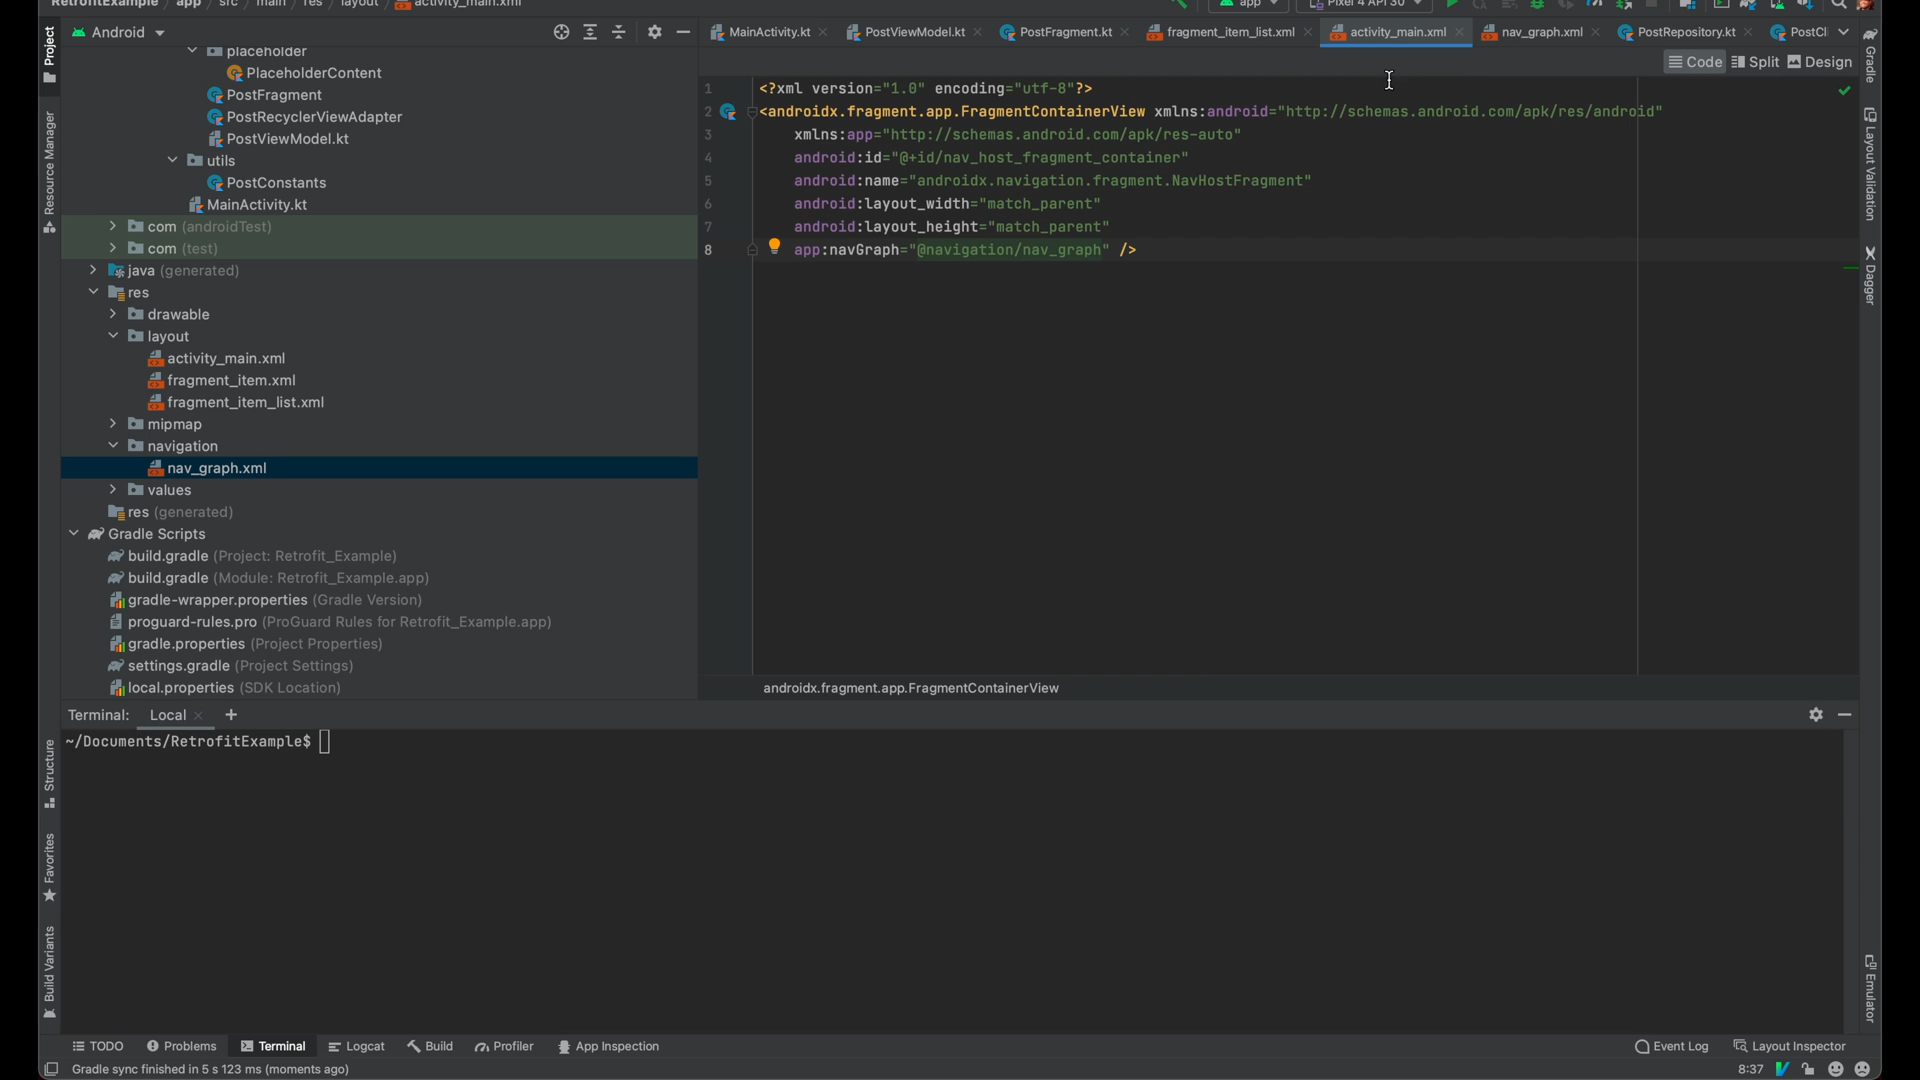 RetrofitExample app src main res layout activity_main.xml
app Pixel 4 API 30
Project
Resource Manager
Structure
Favorites
Build Variants
Android
placeholder
PlaceholderContent
PostFragment
PostRecyclerViewAdapter
PostViewModel.kt
utils
PostConstants
MainActivity.kt
com (androidTest)
com (test)
java (generated)
res
drawable
layout
activity_main.xml
fragment_item.xml
fragment_item_list.xml
mipmap
navigation
nav_graph.xml
values
res (generated)
Gradle Scripts
build.gradle (Project: Retrofit_Example)
build.gradle (Module: Retrofit_Example.app)
gradle-wrapper.properties (Gradle Version)
proguard-rules.pro (ProGuard Rules for Retrofit_Example.app)
gradle.properties (Project Properties)
settings.gradle (Project Settings)
local.properties (SDK Location)
MainActivity.kt PostViewModel.kt PostFragment.kt fragment_item_list.xml activity_main.xml nav_graph.xml PostRepository.kt PostCl
Code Split Design
1 <?xml version="1.0" encoding="utf-8"?>
2 <androidx.fragment.app.FragmentContainerView xmlns:android="http://schemas.android.com/apk/res/android"
3 xmlns:app="http://schemas.android.com/apk/res-auto"
4 android:id="@+id/nav_host_fragment_container"
5 android:name="androidx.navigation.fragment.NavHostFragment"
6 android:layout_width="match_parent"
7 android:layout_height="match_parent"
8 app:navGraph="@navigation/nav_graph" />
androidx.fragment.app.FragmentContainerView
Gradle
Layout Validation
Dagger
Emulator
Terminal: Local
~/Documents/RetrofitExample$
TODO Problems Terminal Logcat Build Profiler App Inspection Event Log Layout Inspector
Gradle sync finished in 5 s 123 ms (moments ago) 8:37